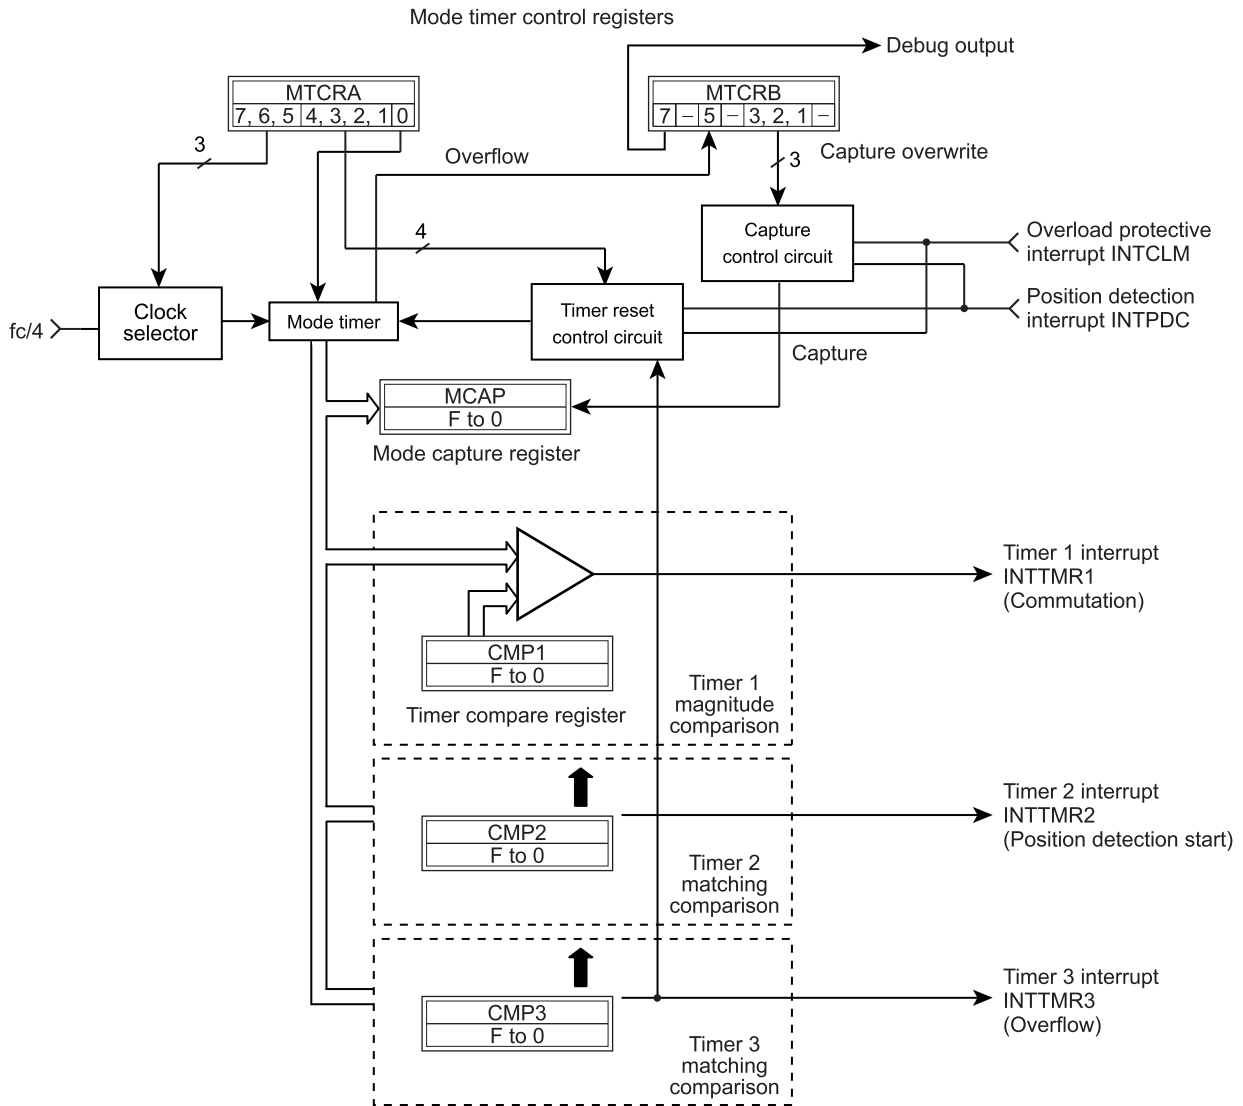 Mode timer control registers
Debug output
MTCRA
7, 6, 5 4, 3, 2, 1 0
MTCRB
7 – 5 – 3, 2, 1 –
3
Overflow
3
Capture overwrite
4
Capture
control circuit
Overload protective
interrupt INTCLM
Position detection
interrupt INTPDC
fc/4
Clock
selector
Mode timer
Timer reset
control circuit
Capture
MCAP
F to 0
Mode capture register
Timer 1 interrupt
INTTMR1
(Commutation)
CMP1
F to 0
Timer compare register
Timer 1
magnitude
comparison
Timer 2 interrupt
INTTMR2
(Position detection start)
CMP2
F to 0
Timer 2
matching
comparison
Timer 3 interrupt
INTTMR3
(Overflow)
CMP3
F to 0
Timer 3
matching
comparison